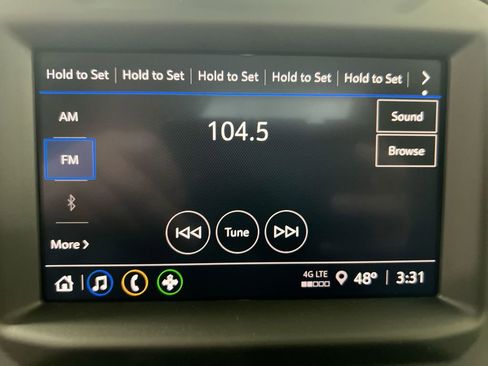 Hold to Set Hold to Set Hold to Set Hold to Set Hold to Set
AM
104.5
Sound
FM
Browse
Tune
More
4G LTE
48° 3:31